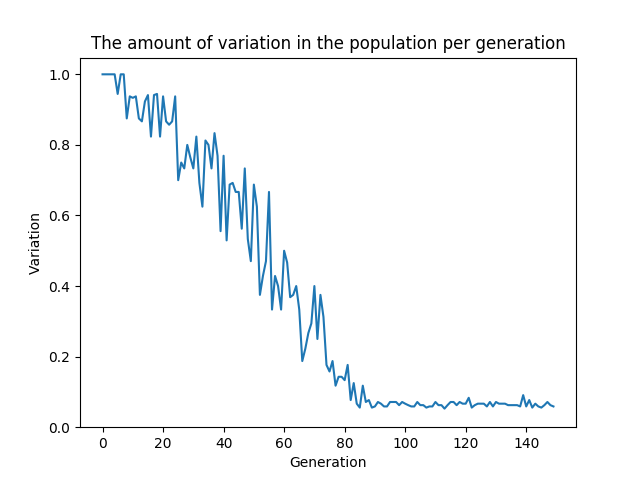 The amount of variation in the population per generation
1.0
0.8
0.6
0.4
0.2
0.0
Variation
0 20 40 60 80 100 120 140
Generation